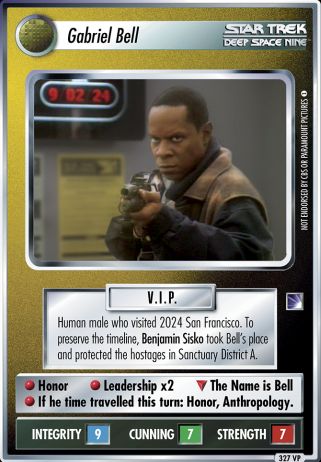 Gabriel Bell
STAR TREK
DEEP SPACE NINE
9 02 24
NOT ENDORSED BY CBS OR PARAMOUNT PICTURES
V.I.P.
Human male who visited 2024 San Francisco. To
preserve the timeline, Benjamin Sisko took Bell's place
and protected the hostages in Sanctuary District A.
Honor Leadership x2 The Name is Bell
If he time travelled this turn: Honor, Anthropology.
INTEGRITY 9 CUNNING 7 STRENGTH 7
327 VP